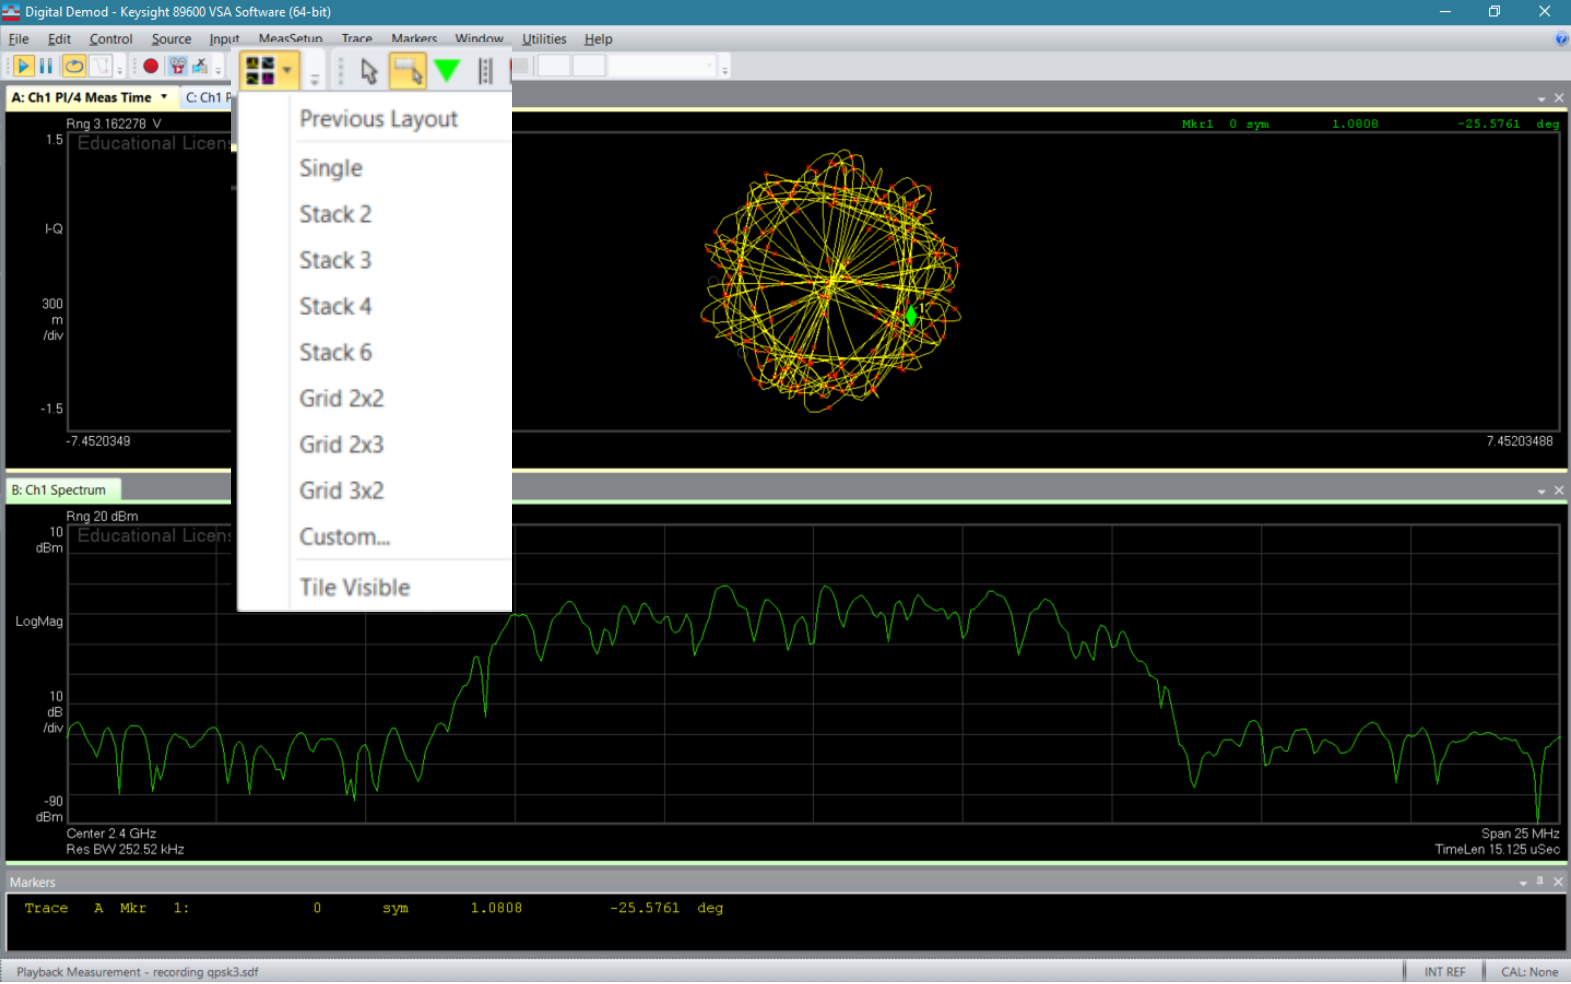 Digital Demod - Keysight 89600 VSA Software (64-bit)
File Edit Control Source Input MeasSetup Trace Markers Window Utilities Help
A: Ch1 PI/4 Meas Time C: Ch1
Rng 3.162278 V
Mkr1 0 sym 1.0808 -25.5761 deg
1.5
Educational Licens
I-Q
300
m
/div
-1.5
-7.4520349
7.45203488
1
Previous Layout
Single
Stack 2
Stack 3
Stack 4
Stack 6
Grid 2x2
Grid 2x3
Grid 3x2
Custom...
Tile Visible
B: Ch1 Spectrum
Rng 20 dBm
10
dBm
Educational Licens
LogMag
10
dB
/div
-90
dBm
Center 2.4 GHz
Span 25 MHz
Res BW 252.52 kHz
TimeLen 15.125 uSec
Markers
Trace A Mkr 1: 0 sym 1.0808 -25.5761 deg
Playback Measurement - recording qpsk3.sdf
INT REF
CAL: None